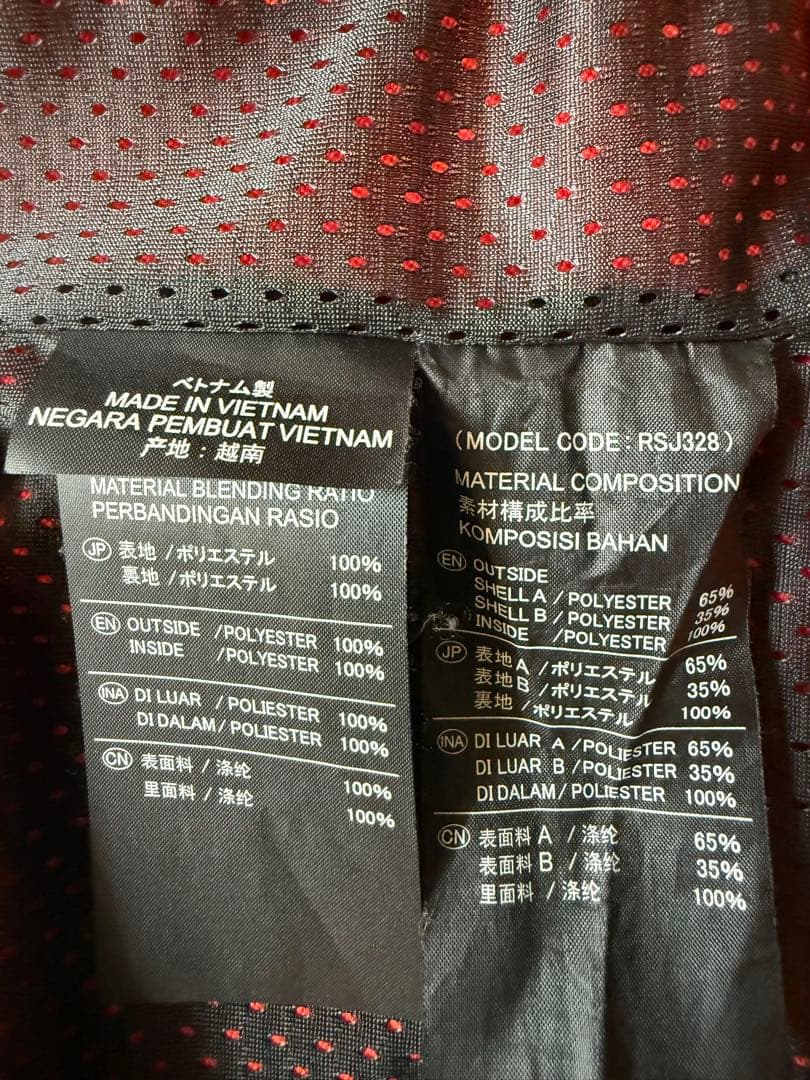 ベトナム製
MADE IN VIETNAM
NEGARA PEMBUAT VIETNAM
产地：越南
MATERIAL BLENDING RATIO
PERBANDINGAN RASIO
JP 表地 /ポリエステル 100%
裏地 /ポリエステル 100%
EN OUTSIDE /POLYESTER 100%
INSIDE /POLYESTER 100%
INA DI LUAR /POLIESTER 100%
DI DALAM/POLIESTER 100%
CN 表面料 / 涤纶 100%
里面料 / 涤纶 100%
(MODEL CODE: RSJ328)
MATERIAL COMPOSITION
素材構成比率
KOMPOSISI BAHAN
EN OUTSIDE
SHELL A / POLYESTER 65%
SHELL B / POLYESTER 35%
INSIDE /POLYESTER 100%
JP 表地A /ポリエステル 65%
表地B /ポリエステル 35%
裏地 /ポリエステル 100%
INA DI LUAR A /POLIESTER 65%
DI LUAR B /POLIESTER 35%
DI DALAM/POLIESTER 100%
CN 表面料 A / 涤纶 65%
表面料 B / 涤纶 35%
里面料 / 涤纶 100%